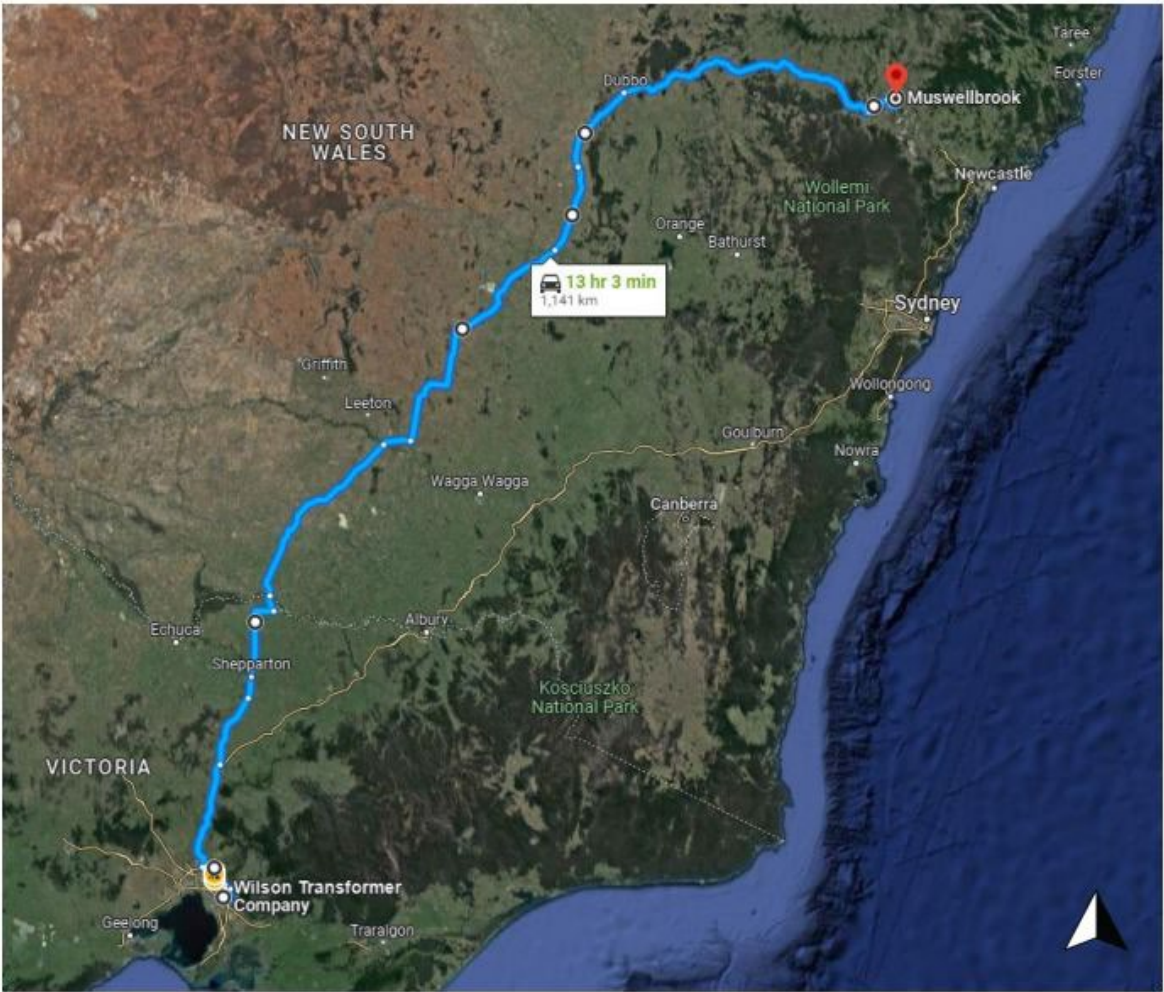 Taree
Forster
Dubbo
Muswellbrook
NEW SOUTH
WALES
Newcastle
Wollemi
National Park
Orange
Bathurst
13 hr 3 min
1,141 km
Sydney
Griffith
Wollongong
Leeton
Goulburn
Nowra
Wagga Wagga
Canberra
Echuca
Albury
Shepparton
Kosciuszko
National Park
VICTORIA
Wilson Transformer
Company
Geelong
Traralgon